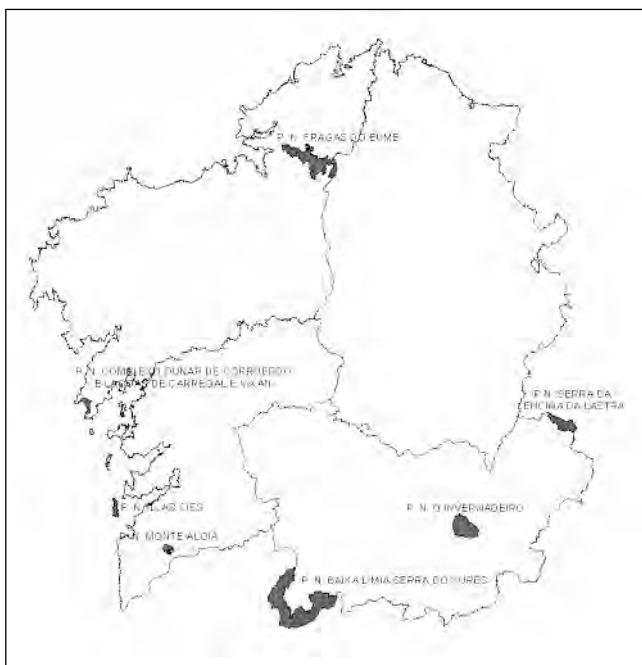 P. N. FRAGAS DO EUME
P. N. COMPLEXO DUNAR DE CORRUBEDO
E LAGOAS DE CARREGAL E VIXAN
P. N. SERRA DA
ENCIÑA DA LASTRA
P. N. ILLAS CIES
P. N. O INVERNADEIRO
P. N. MONTE ALOIA
P. N. BAIXA LIMIA SERRA DO XURES